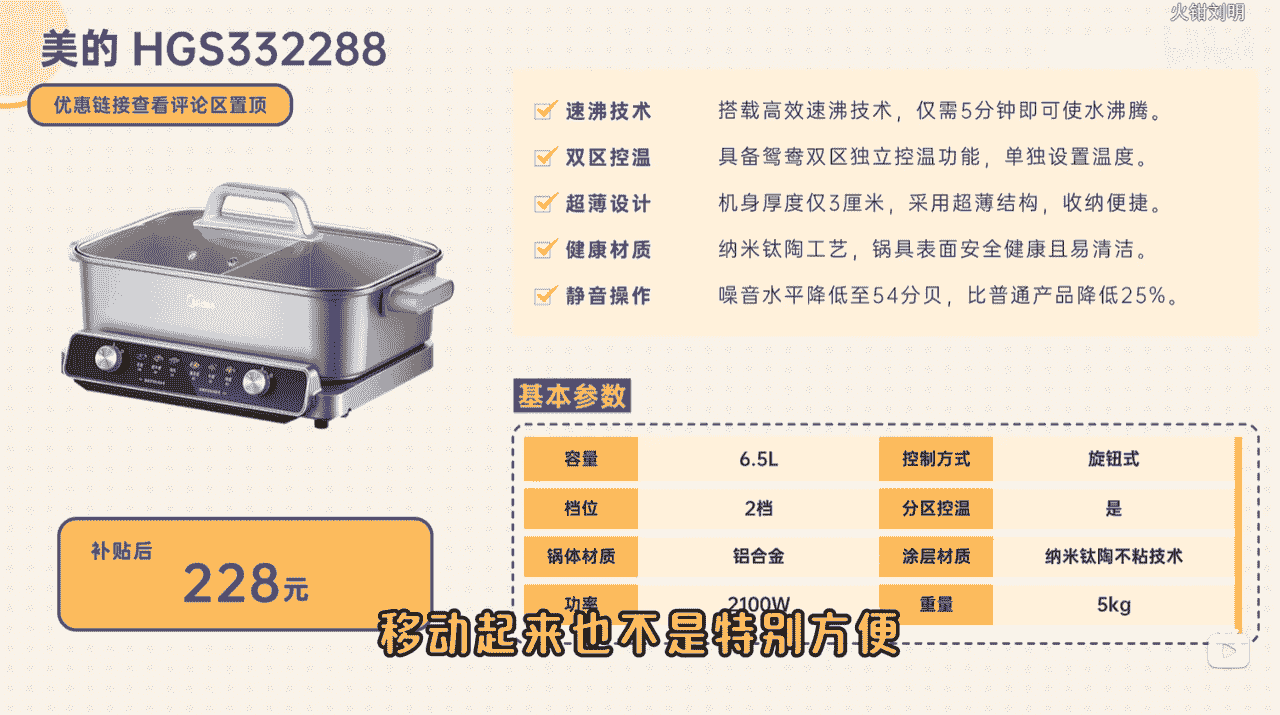 火钳刘明
美的 HGS332288
优惠链接查看评论区置顶
速沸技术 搭载高效速沸技术，仅需5分钟即可使水沸腾。
双区控温 具备鸳鸯双区独立控温功能，单独设置温度。
超薄设计 机身厚度仅3厘米，采用超薄结构，收纳便捷。
健康材质 纳米钛陶工艺，锅具表面安全健康且易清洁。
静音操作 噪音水平降低至54分贝，比普通产品降低25%。
基本参数
容量 6.5L 控制方式 旋钮式
档位 2档 分区控温 是
锅体材质 铝合金 涂层材质 纳米钛陶不粘技术
功率 2100W 重量 5kg
补贴后
228元
移动起来也不是特别方便